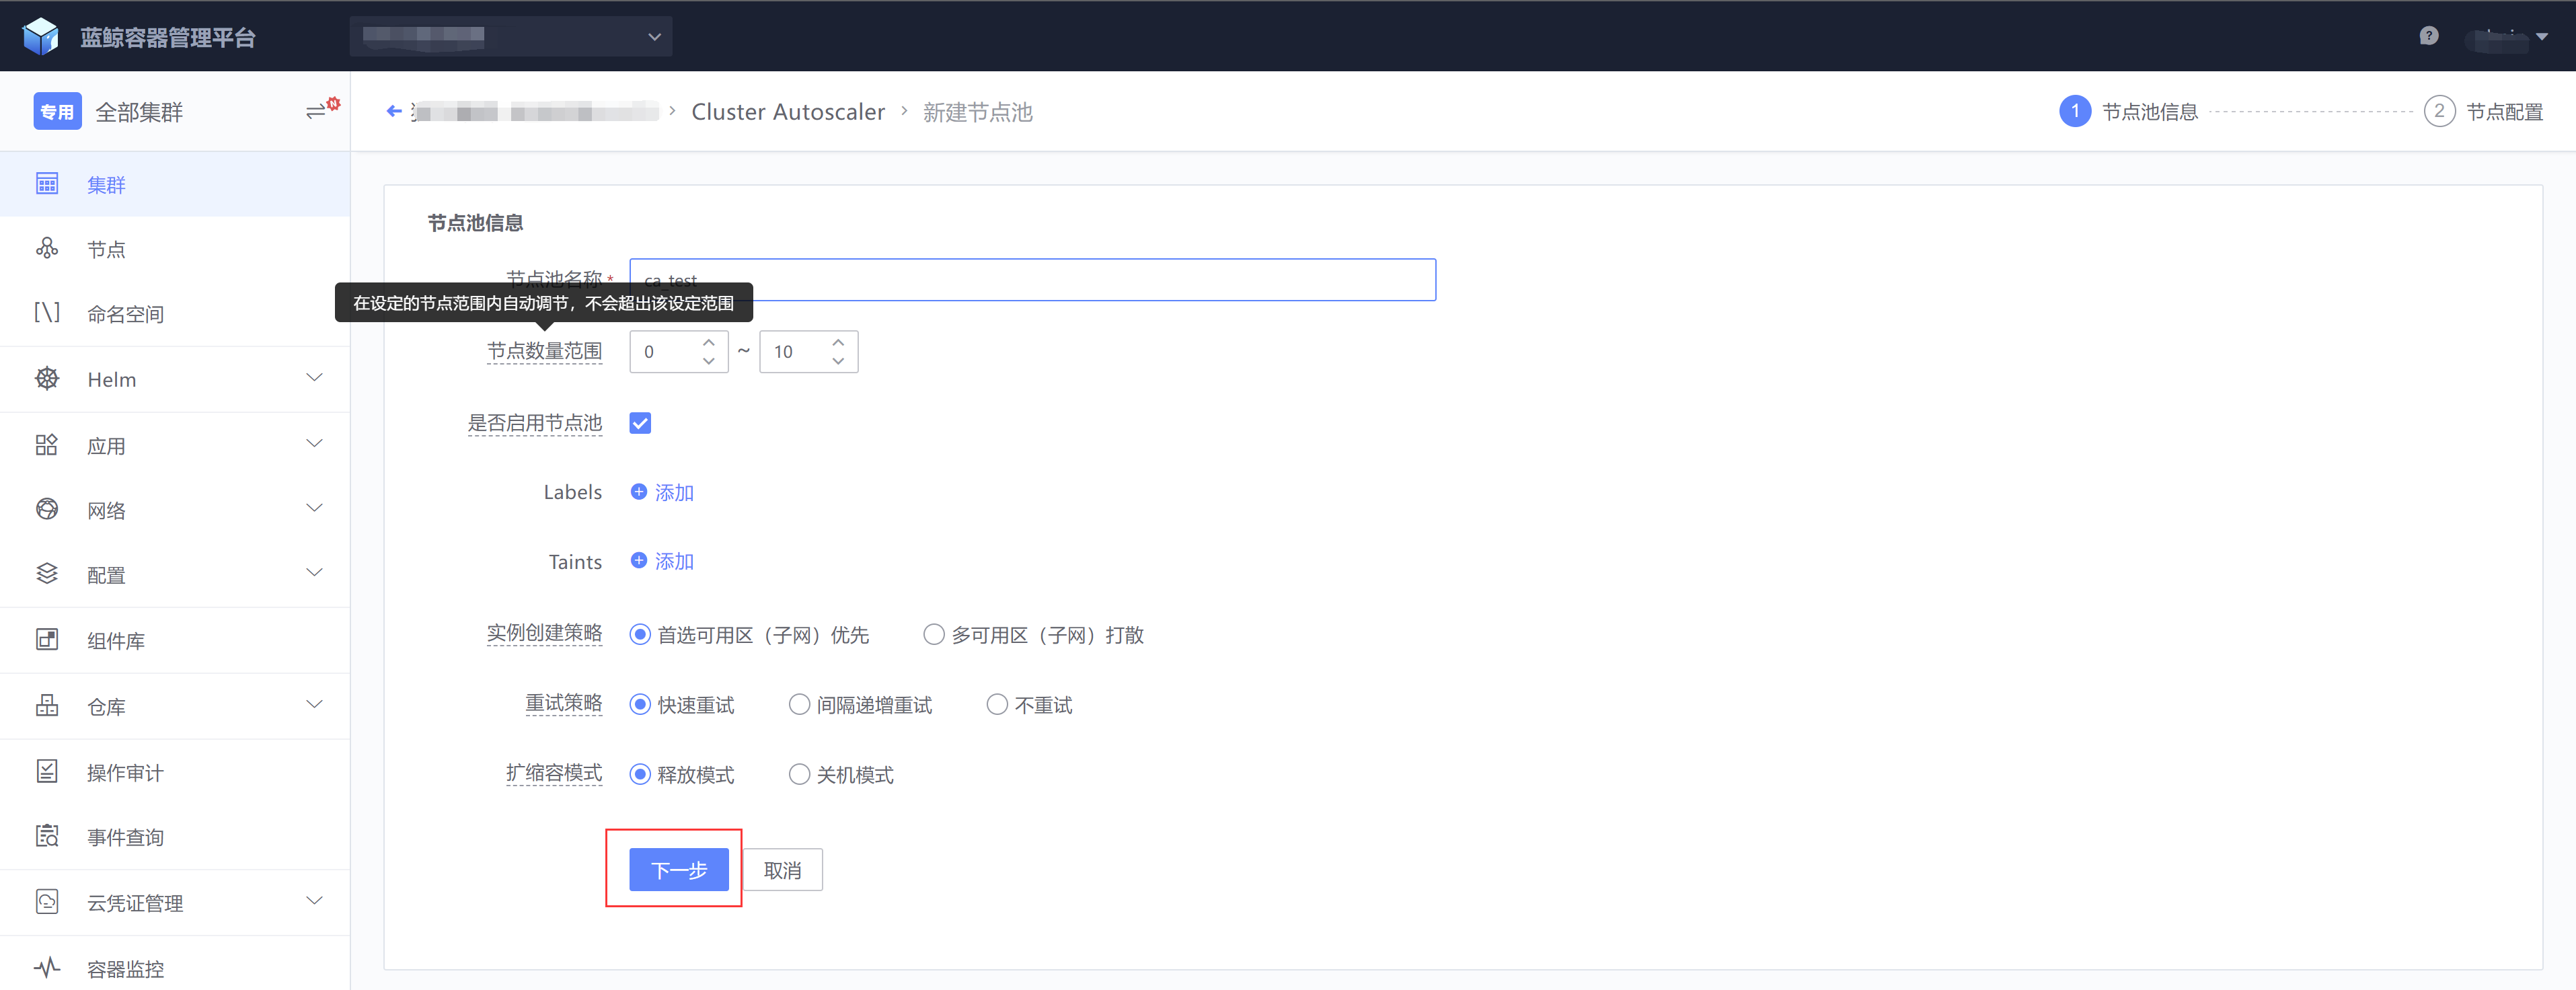 蓝鲸容器管理平台
专用 全部集群
Cluster Autoscaler > 新建节点池
1 节点池信息
2 节点配置
集群
节点
命名空间
Helm
应用
网络
配置
组件库
仓库
操作审计
事件查询
云凭证管理
容器监控
节点池信息
节点池名称 * ca_test
在设定的节点范围内自动调节，不会超出该设定范围
节点数量范围 0 ~ 10
是否启用节点池
Labels 添加
Taints 添加
实例创建策略 首选可用区（子网）优先 多可用区（子网）打散
重试策略 快速重试 间隔递增重试 不重试
扩缩容模式 释放模式 关机模式
下一步 取消